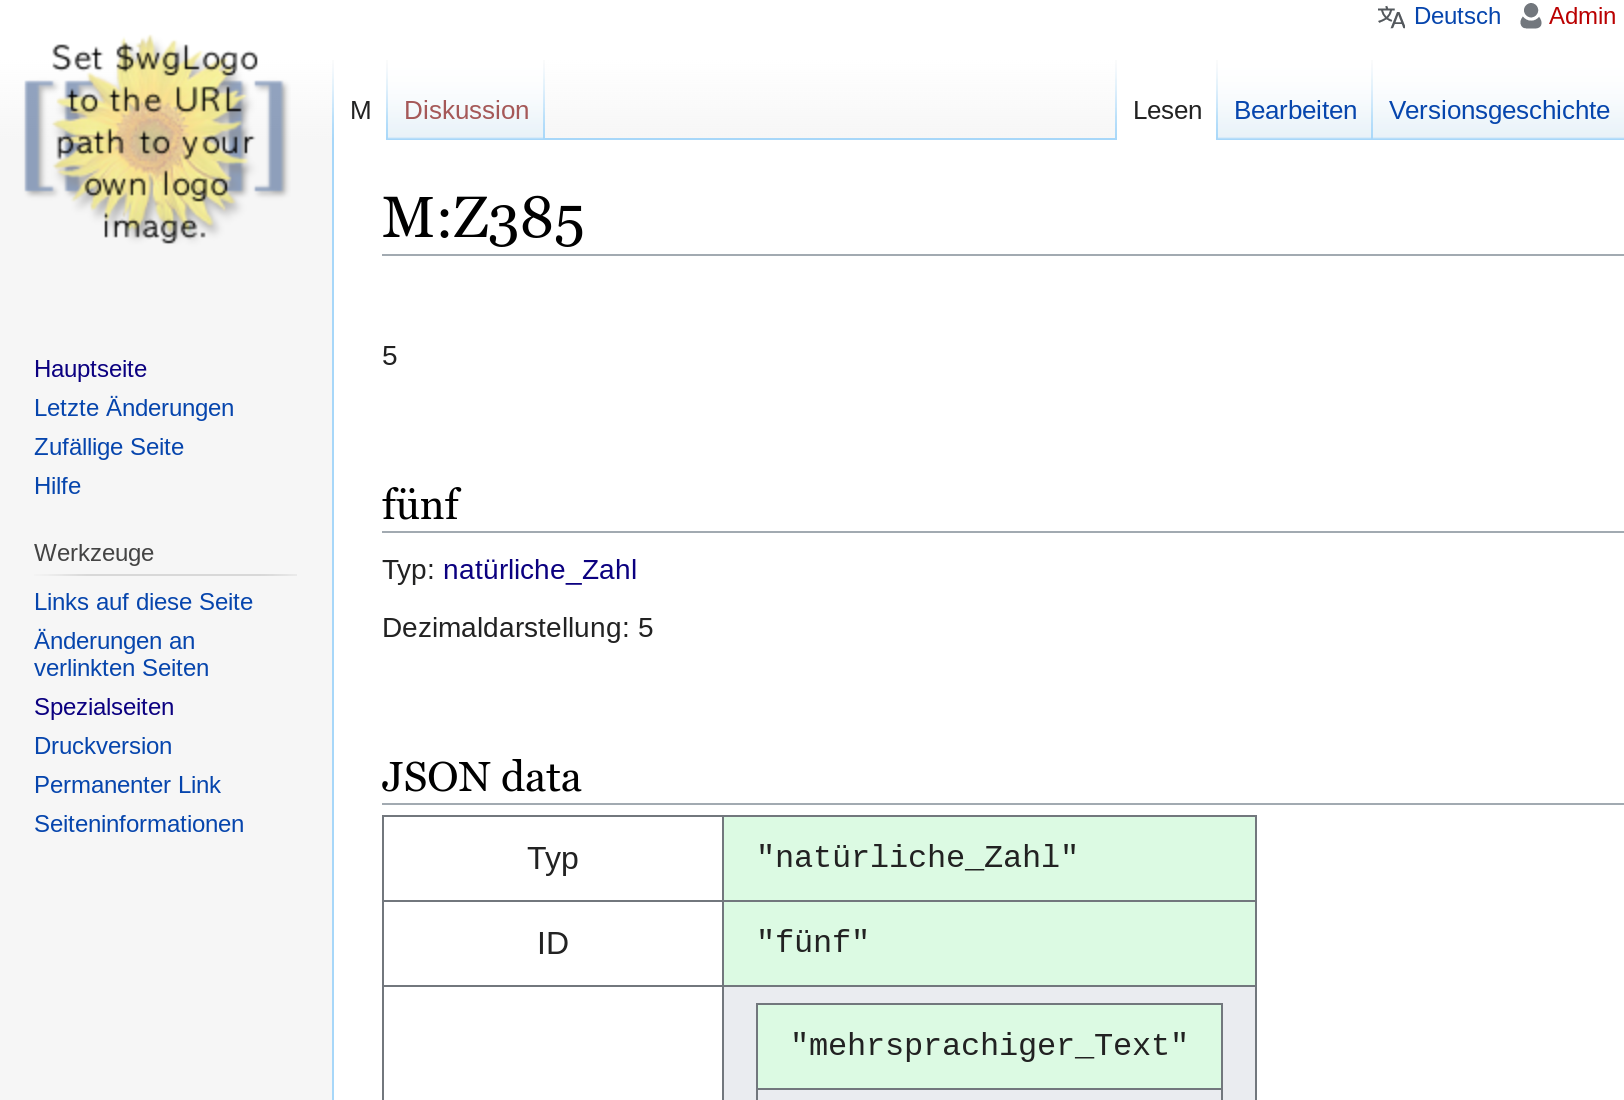 Deutsch Admin
Set $wgLogo
to the URL
path to your
own logo
image.
M Diskussion Lesen Bearbeiten Versionsgeschichte
M:Z385
5
Hauptseite
Letzte Änderungen
Zufällige Seite
Hilfe
Werkzeuge
Links auf diese Seite
Änderungen an
verlinkten Seiten
Spezialseiten
Druckversion
Permanenter Link
Seiteninformationen
fünf
Typ: natürliche_Zahl
Dezimaldarstellung: 5
JSON data
Typ "natürliche_Zahl"
ID "fünf"
"mehrsprachiger_Text"